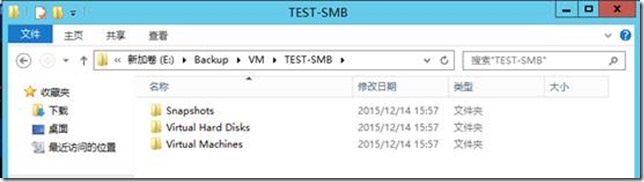 TEST-SMB
文件 主页 共享 查看
« 新加卷 (E:) Backup VM TEST-SMB 搜索"TEST-SMB"
收藏夹
下载
桌面
最近访问的位置
名称 修改日期 类型 大小
Snapshots 2015/12/14 15:57 文件夹
Virtual Hard Disks 2015/12/14 15:57 文件夹
Virtual Machines 2015/12/14 15:57 文件夹